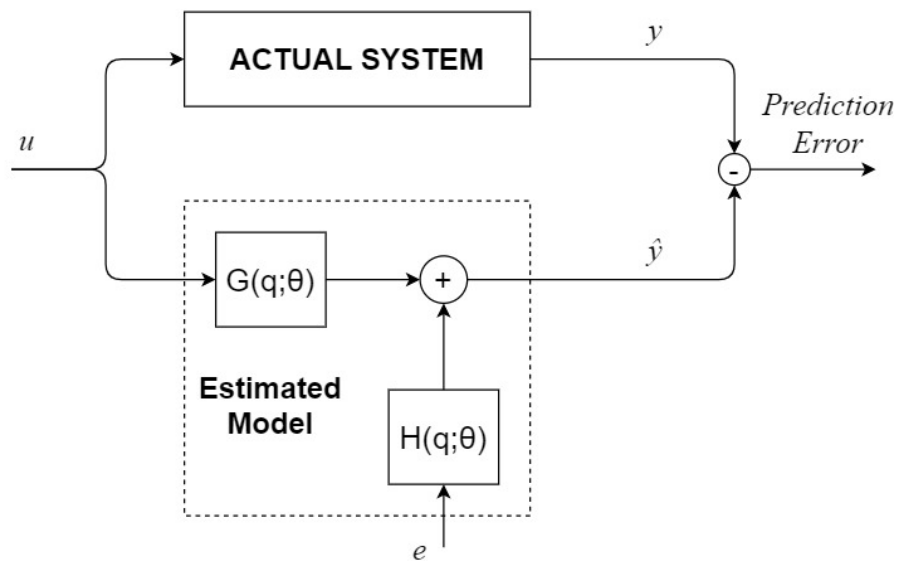 y
ACTUAL SYSTEM
Prediction
Error
u
-
ŷ
G(q;θ)
+
Estimated
Model
H(q;θ)
e